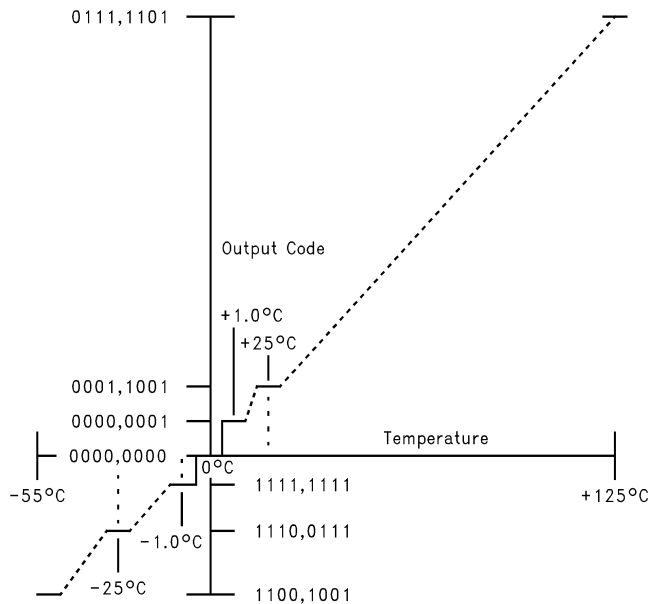 0111,1101
Output Code
+1.0°C
+25°C
0001,1001
0000,0001
Temperature
0000,0000
0°C
-55°C
1111,1111
+125°C
1110,0111
-1.0°C
-25°C
1100,1001